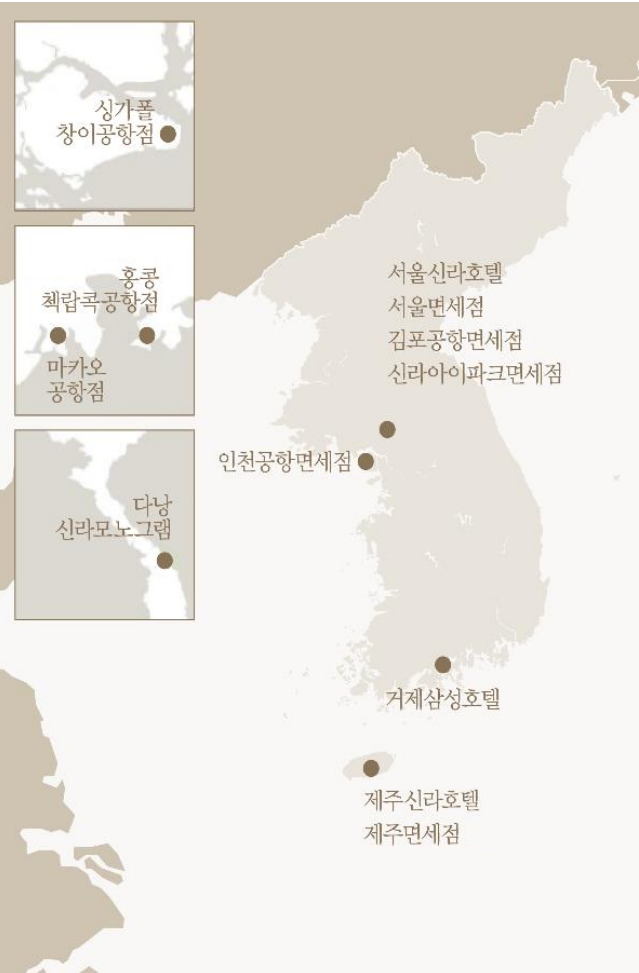 싱가폴
창이공항점
홍콩
첵랍콕공항점
마카오
공항점
다낭
신라모노그램
서울신라호텔
서울면세점
김포공항면세점
신라아이파크면세점
인천공항면세점
거제삼성호텔
제주신라호텔
제주면세점